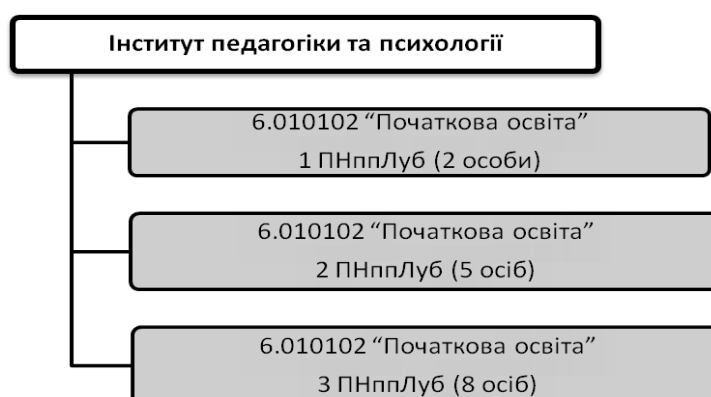 Інститут педагогіки та психології
6.010102 “Початкова освіта”
1 ПНппЛуб (2 особи)
6.010102 “Початкова освіта”
2 ПНппЛуб (5 осіб)
6.010102 “Початкова освіта”
3 ПНппЛуб (8 осіб)